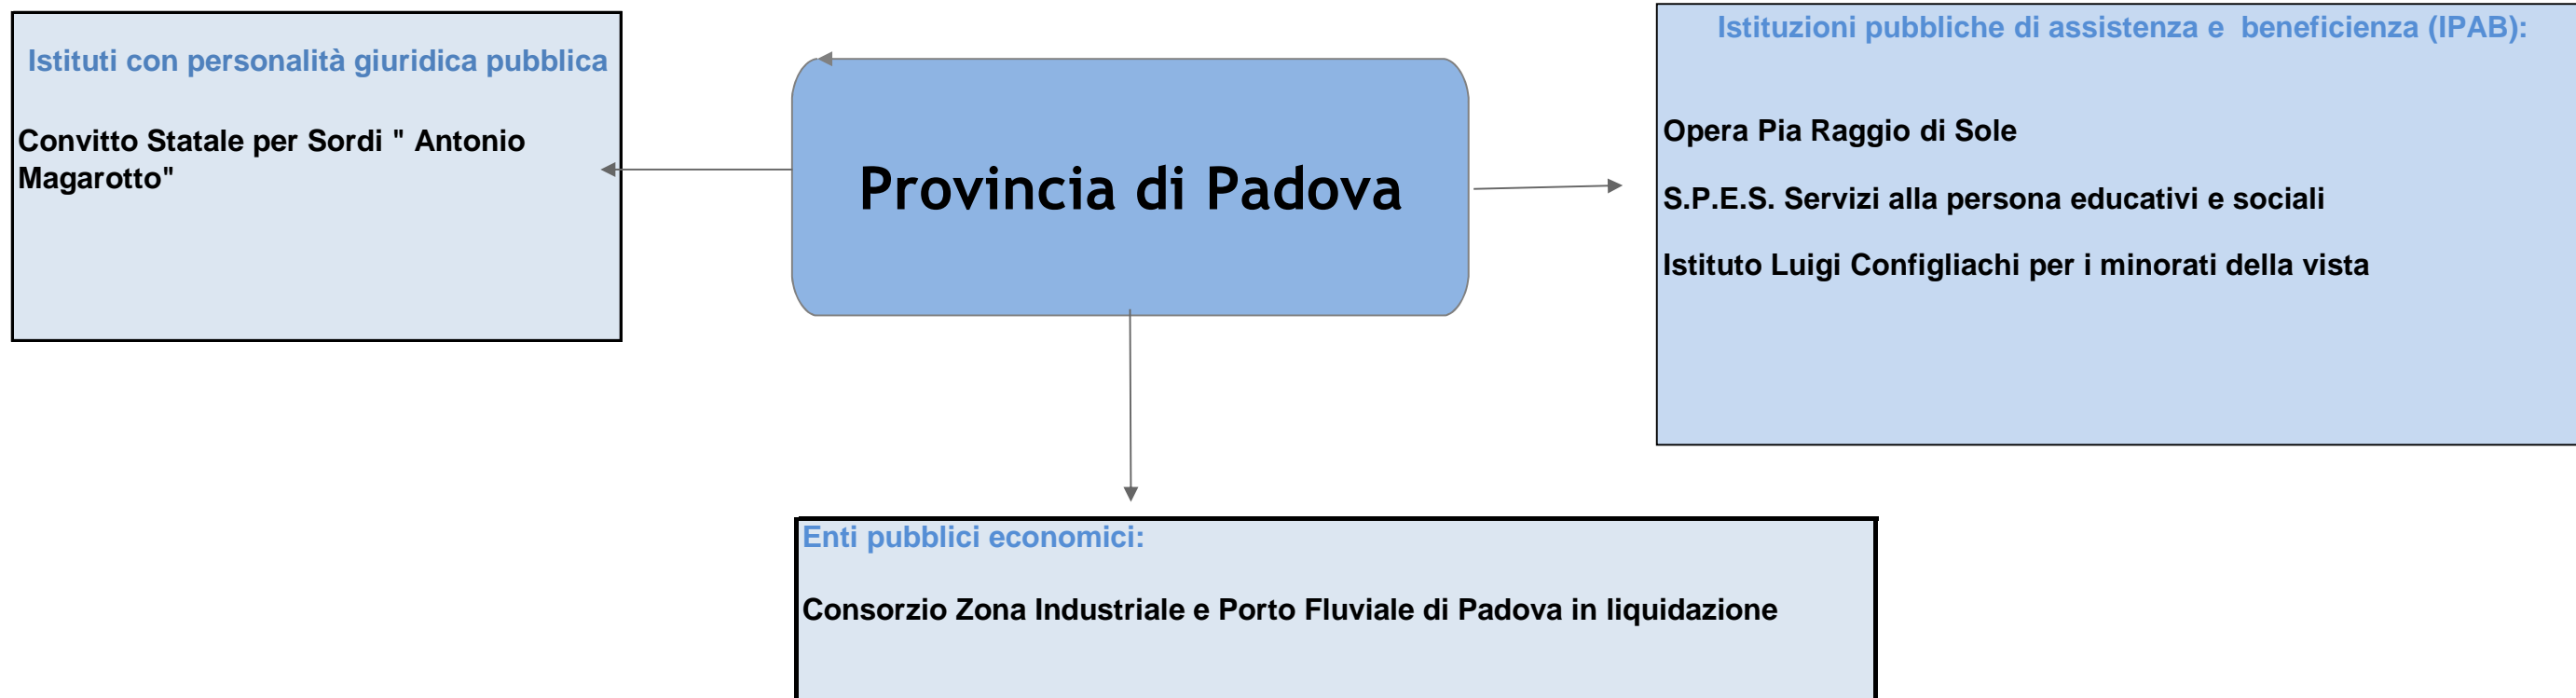 Istituti con personalità giuridica pubblica
Convitto Statale per Sordi " Antonio
Magarotto"
Provincia di Padova
Istituzioni pubbliche di assistenza e  beneficienza (IPAB):
Opera Pia Raggio di Sole
S.P.E.S. Servizi alla persona educativi e sociali
Istituto Luigi Configliachi per i minorati della vista
Enti pubblici economici:
Consorzio Zona Industriale e Porto Fluviale di Padova in liquidazione